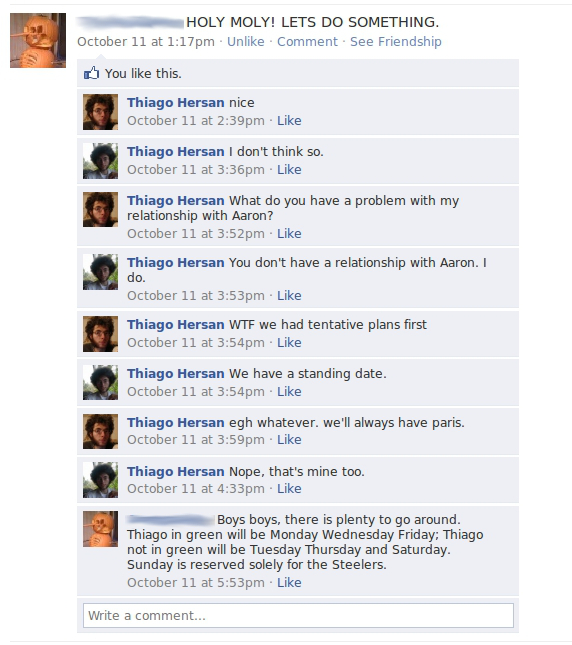 HOLY MOLY! LETS DO SOMETHING.
October 11 at 1:17pm · Unlike · Comment · See Friendship
You like this.
Thiago Hersan nice
October 11 at 2:39pm · Like
Thiago Hersan I don't think so.
October 11 at 3:36pm · Like
Thiago Hersan What do you have a problem with my
relationship with Aaron?
October 11 at 3:52pm · Like
Thiago Hersan You don't have a relationship with Aaron. I
do.
October 11 at 3:53pm · Like
Thiago Hersan WTF we had tentative plans first
October 11 at 3:54pm · Like
Thiago Hersan We have a standing date.
October 11 at 3:54pm · Like
Thiago Hersan egh whatever. we'll always have paris.
October 11 at 3:59pm · Like
Thiago Hersan Nope, that's mine too.
October 11 at 4:33pm · Like
Boys boys, there is plenty to go around.
Thiago in green will be Monday Wednesday Friday; Thiago
not in green will be Tuesday Thursday and Saturday.
Sunday is reserved solely for the Steelers.
October 11 at 5:53pm · Like
Write a comment...